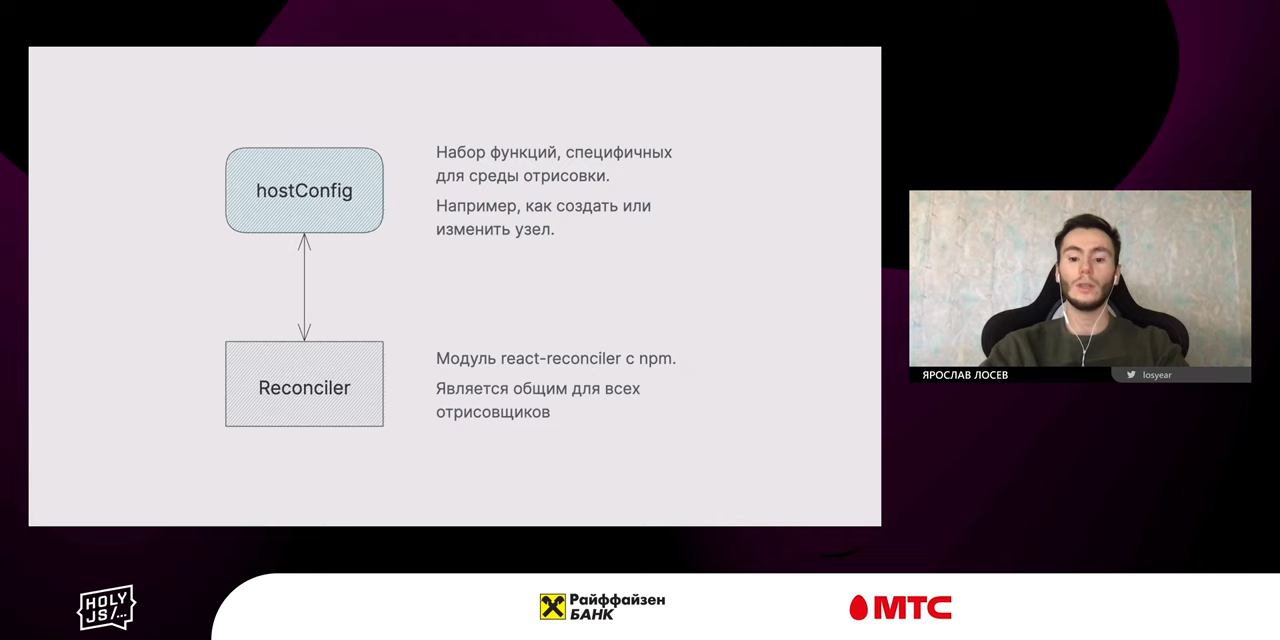 hostConfig
Набор функций, специфичных
для среды отрисовки.
Например, как создать или
изменить узел.
Reconciler
Модуль react-reconciler с npm.
Является общим для всех
отрисовщиков
ЯРОСЛАВ ЛОСЕВ
losyear
HOLY
JS/...
Райффайзен
БАНК
МТС